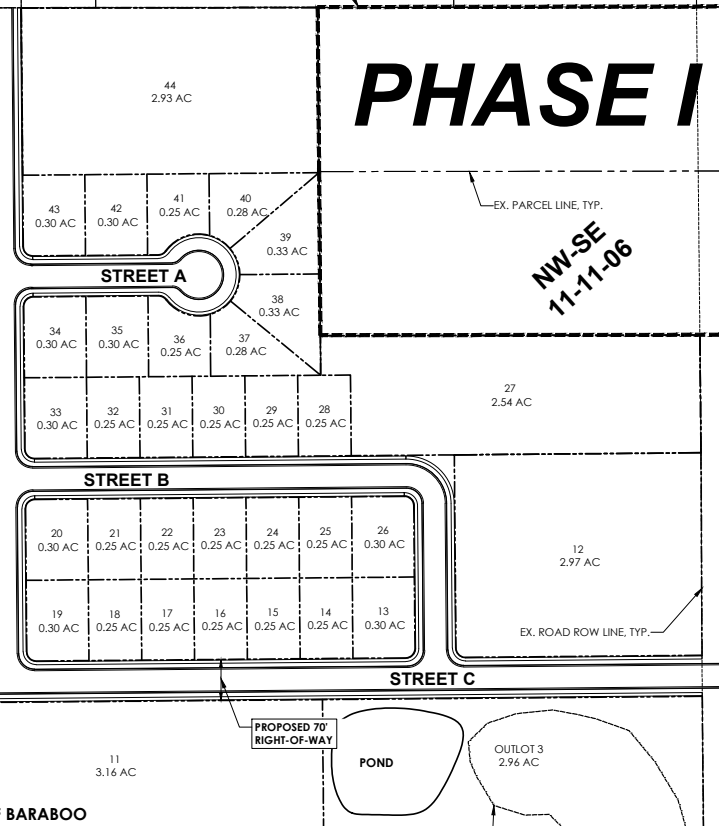 44
2.93 AC
PHASE I
EX. PARCEL LINE, TYP.
43
0.30 AC
42
0.30 AC
41
0.25 AC
40
0.28 AC
39
0.33 AC
NW-SE
11-11-06
STREET A
38
0.33 AC
34
0.30 AC
35
0.30 AC
36
0.25 AC
37
0.28 AC
27
2.54 AC
33
0.30 AC
32
0.25 AC
31
0.25 AC
30
0.25 AC
29
0.25 AC
28
0.25 AC
STREET B
20
0.30 AC
21
0.25 AC
22
0.25 AC
23
0.25 AC
24
0.25 AC
25
0.25 AC
26
0.30 AC
12
2.97 AC
19
0.30 AC
18
0.25 AC
17
0.25 AC
16
0.25 AC
15
0.25 AC
14
0.25 AC
13
0.30 AC
EX. ROAD ROW LINE, TYP.
STREET C
PROPOSED 70'
RIGHT-OF-WAY
11
3.16 AC
POND
OUTLOT 3
2.96 AC
BARABOO